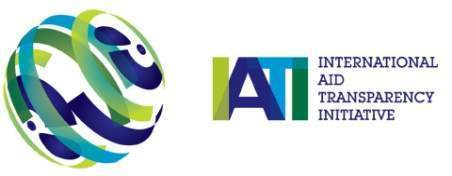 IATI
INTERNATIONAL
AID
TRANSPARENCY
INITIATIVE